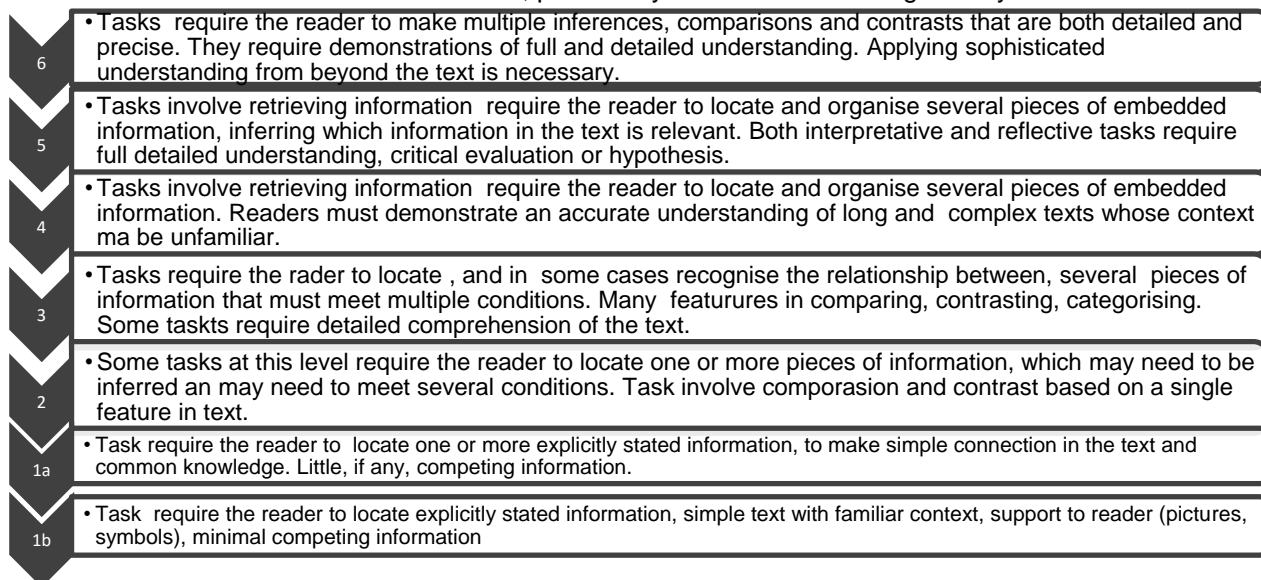 •Tasks require the reader to make multiple inferences, comparisons and contrasts that are both detailed and
precise. They require demonstrations of full and detailed understanding. Applying sophisticated
understanding from beyond the text is necessary.
6
•Tasks involve retrieving information require the reader to locate and organise several pieces of embedded
information, inferring which information in the text is relevant. Both interpretative and reflective tasks require
full detailed understanding, critical evaluation or hypothesis.
5
•Tasks involve retrieving information require the reader to locate and organise several pieces of embedded
information. Readers must demonstrate an accurate understanding of long and complex texts whose context
ma be unfamiliar.
4
•Tasks require the rader to locate , and in some cases recognise the relationship between, several pieces of
information that must meet multiple conditions. Many featurures in comparing, contrasting, categorising.
Some taskts require detailed comprehension of the text.
3
•Some tasks at this level require the reader to locate one or more pieces of information, which may need to be
inferred an may need to meet several conditions. Task involve comporasion and contrast based on a single
feature in text.
2
• Task require the reader to locate one or more explicitly stated information, to make simple connection in the text and
common knowledge. Little, if any, competing information.
1a
• Task require the reader to locate explicitly stated information, simple text with familiar context, support to reader (pictures,
symbols), minimal competing information
1b